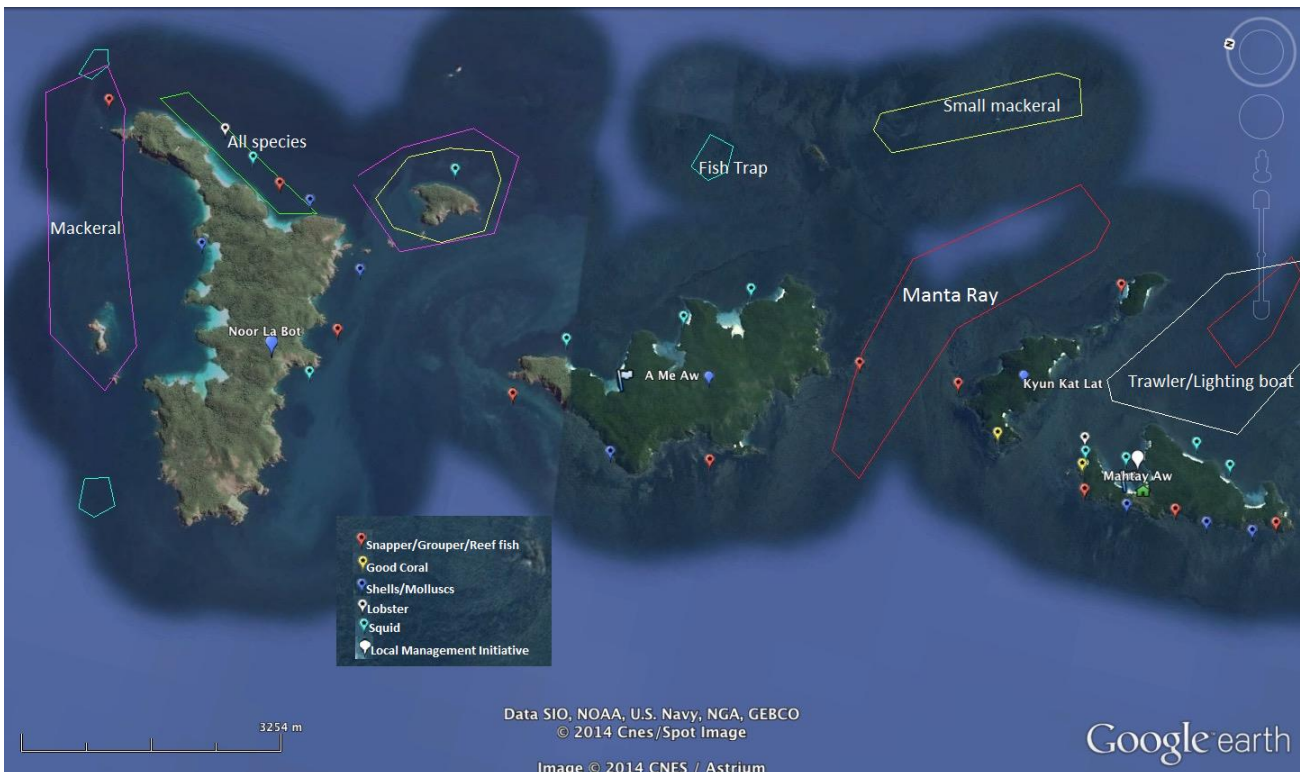 N
Small mackeral
All species
Fish Trap
Mackeral
Manta Ray
Noor La Bot
A Me Aw
Kyun Kat Lat
Trawler/Lighting boat
Mahtay Aw
Snapper/Grouper/Reef fish
Good Coral
Shells/Molluscs
Lobster
Squid
Local Management Initiative
3254 m
Data SIO, NOAA, U.S. Navy, NGA, GEBCO
© 2014 Cnes/Spot Image
Image © 2014 CNES / Astrium
Google earth